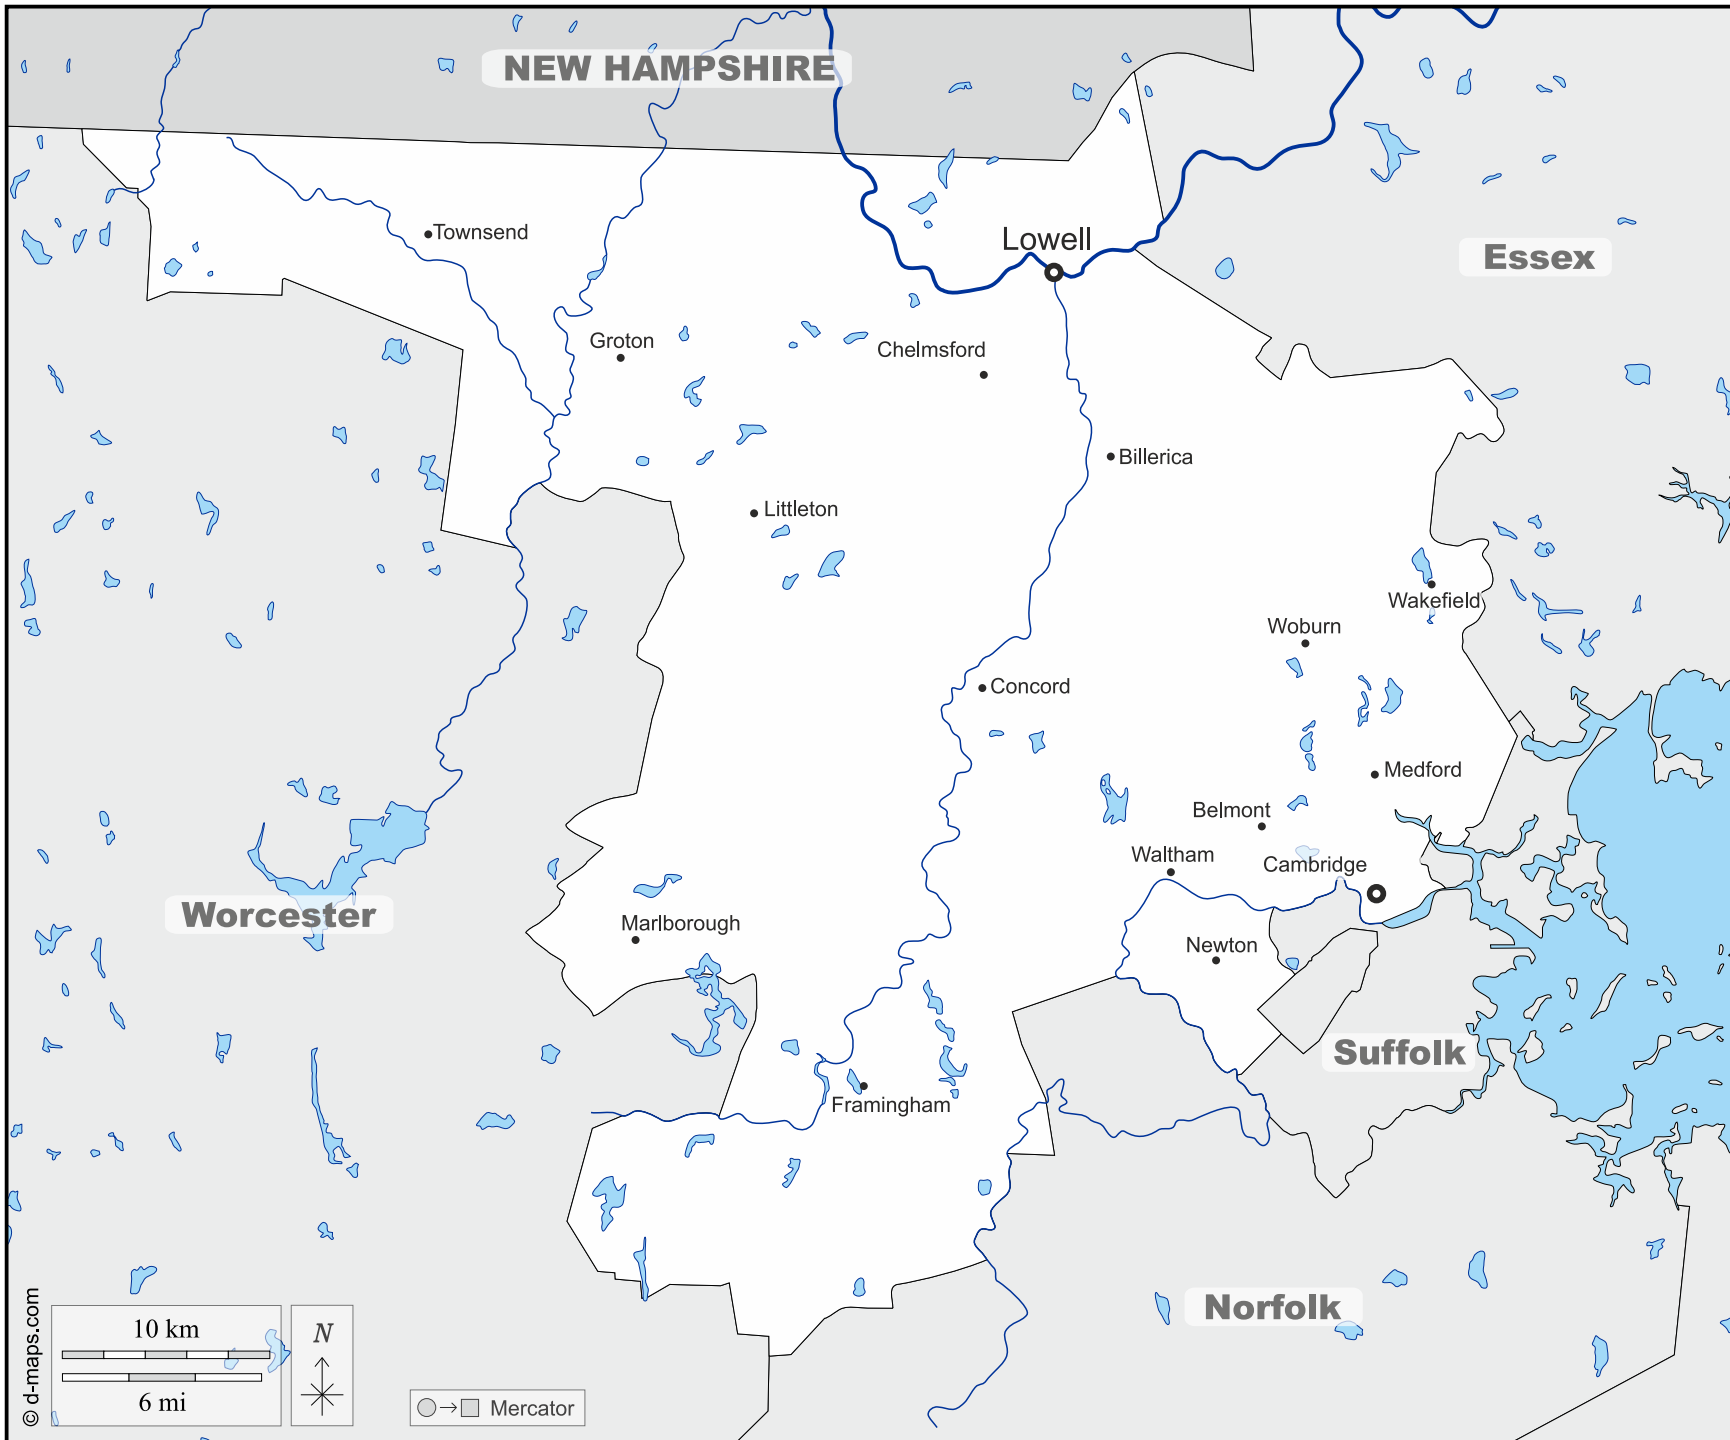 NEW HAMPSHIRE
Townsend
Lowell
Essex
Groton
Chelmsford
Billerica
Littleton
Wakefield
Woburn
Concord
Medford
Belmont
Waltham
Cambridge
Worcester
Marlborough
Newton
Suffolk
Framingham
Norfolk
© d-maps.com
10 km
6 mi
N
Mercator